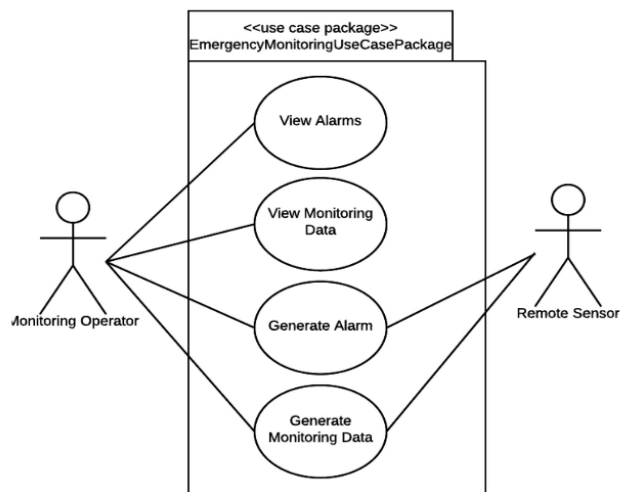 <<use case package>>
EmergencyMonitoringUseCasePackage
View Alarms
View Monitoring
Data
Generate Alarm
Generate
Monitoring Data
Monitoring Operator
Remote Sensor